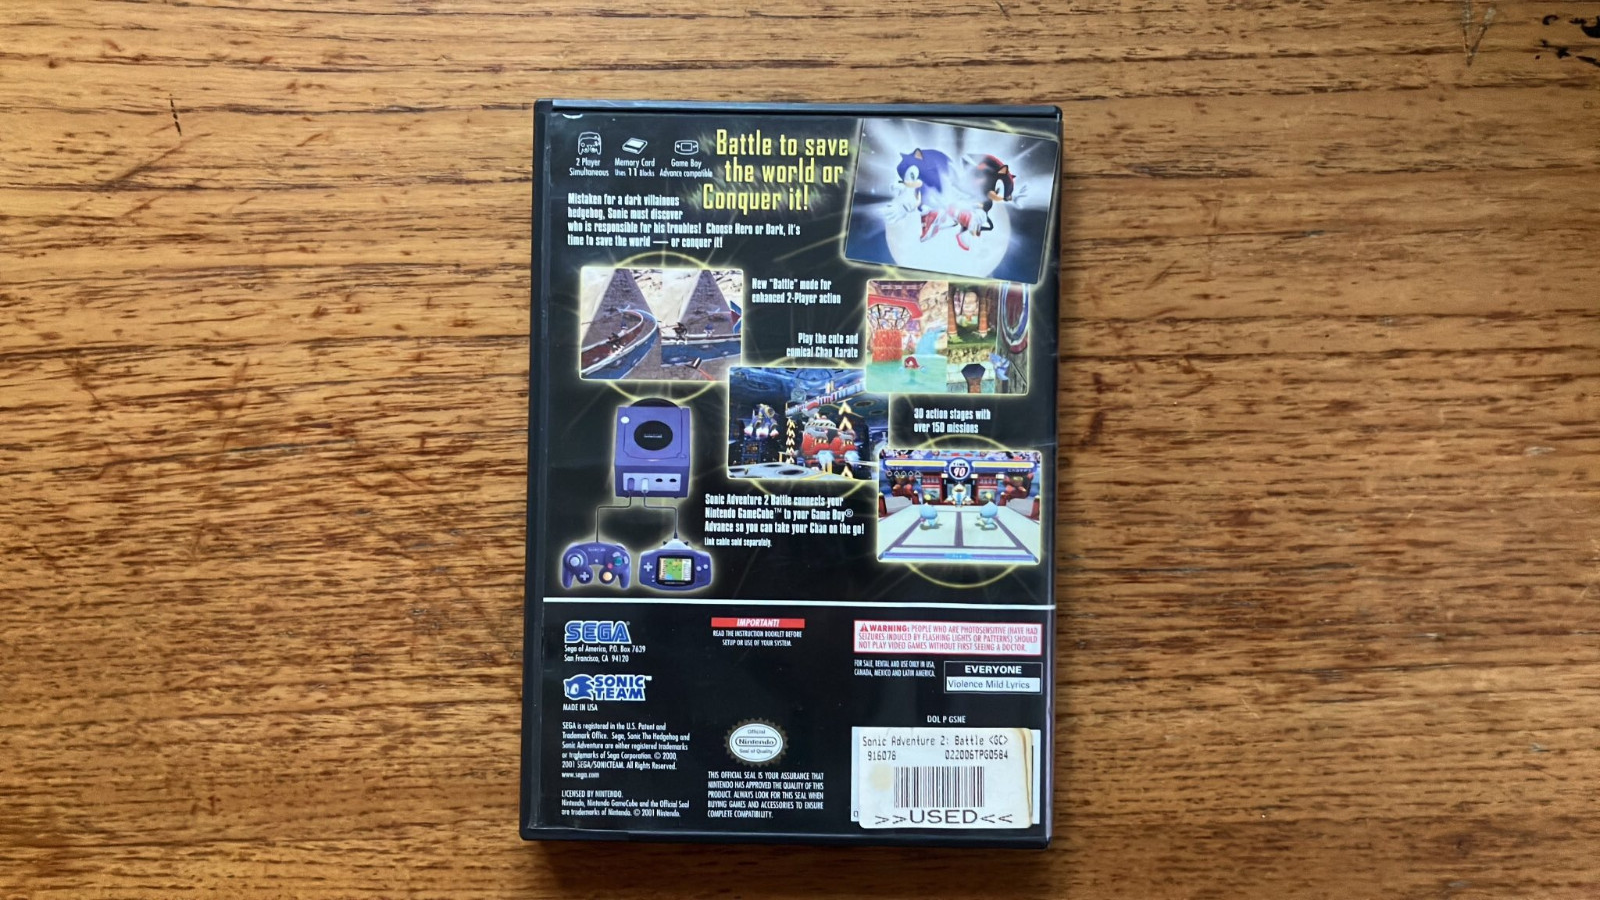 2 Player
Simultaneous
Memory Card
Uses 11 Blocks
Game Boy
Advance compatible
Battle to save
the world or
Conquer it!
Mistaken for a dark villainous
hedgehog, Sonic must discover
who is responsible for his troubles! Choose Hero or Dark, it's
time to save the world — or conquer it!
New "Battle" mode for
enhanced 2-Player action
Play the cute and
comical Chao Karate
30 action stages with
over 150 missions
Sonic Adventure 2 Battle connects your
Nintendo GameCube™ to your Game Boy®
Advance so you can take your Chao on the go!
Link cable sold separately.
TIME
90
SEGA
Sega of America, P.O. Box 7639
San Francisco, CA 94120
SONIC
TEAM™
MADE IN USA
SEGA is registered in the U.S. Patent and
Trademark Office. Sega, Sonic The Hedgehog and
Sonic Adventure are either registered trademarks
or trademarks of Sega Corporation. © 2000,
2001 SEGA/SONICTEAM. All Rights Reserved.
www.sega.com
LICENSED BY NINTENDO.
Nintendo, Nintendo GameCube and the Official Seal
are trademarks of Nintendo. © 2001 Nintendo.
IMPORTANT!
READ THE INSTRUCTION BOOKLET BEFORE
SETUP OR USE OF YOUR SYSTEM.
Official
Nintendo
Seal of Quality
THIS OFFICIAL SEAL IS YOUR ASSURANCE THAT
NINTENDO HAS APPROVED THE QUALITY OF THIS
PRODUCT. ALWAYS LOOK FOR THIS SEAL WHEN
BUYING GAMES AND ACCESSORIES TO ENSURE
COMPLETE COMPATIBILITY.
WARNING: PEOPLE WHO ARE PHOTOSENSITIVE (HAVE HAD
SEIZURES INDUCED BY FLASHING LIGHTS OR PATTERNS) SHOULD
NOT PLAY VIDEO GAMES WITHOUT FIRST SEEING A DOCTOR.
FOR SALE, RENTAL AND USE ONLY IN USA,
CANADA, MEXICO AND LATIN AMERICA.
EVERYONE
Violence Mild Lyrics
DOL P GSNE
Sonic Adventure 2: Battle <GC>
916078 022006TPG0584
>>USED<<